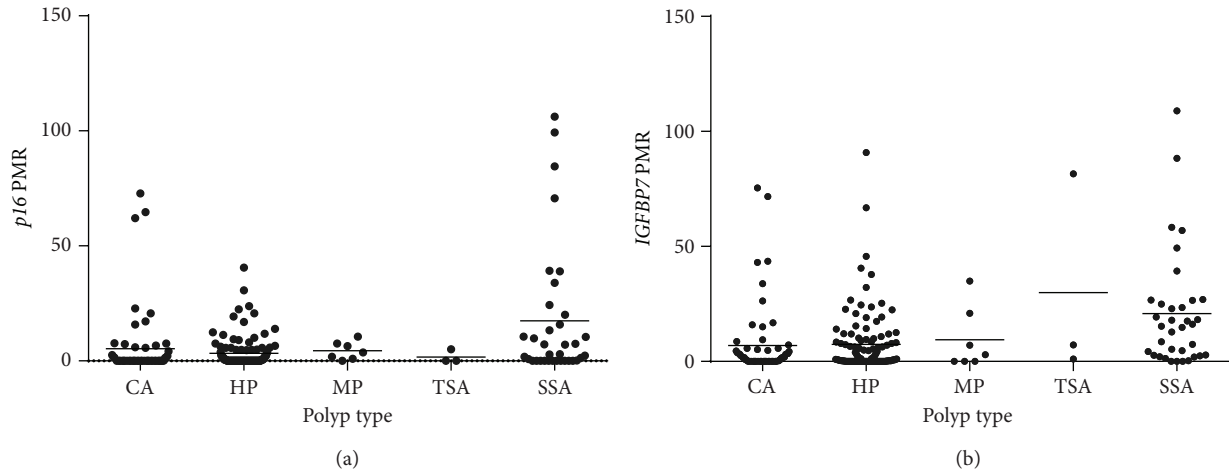 150
100
50
0
p16 PMR
CA HP MP TSA SSA
Polyp type
(a)
150
100
50
0
IGFBP7 PMR
CA HP MP TSA SSA
Polyp type
(b)